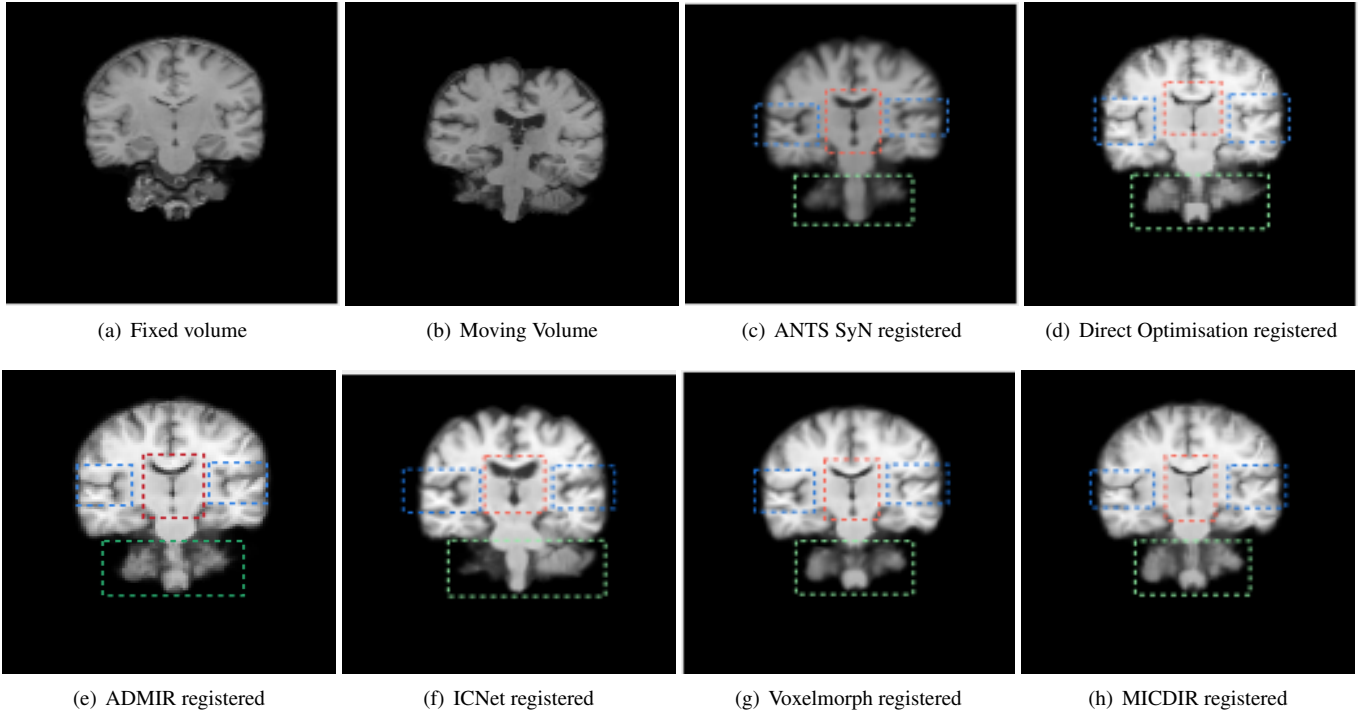 (a) Fixed volume
(b) Moving Volume
(c) ANTS SyN registered
(d) Direct Optimisation registered
(e) ADMIR registered
(f) ICNet registered
(g) Voxelmorph registered
(h) MICDIR registered